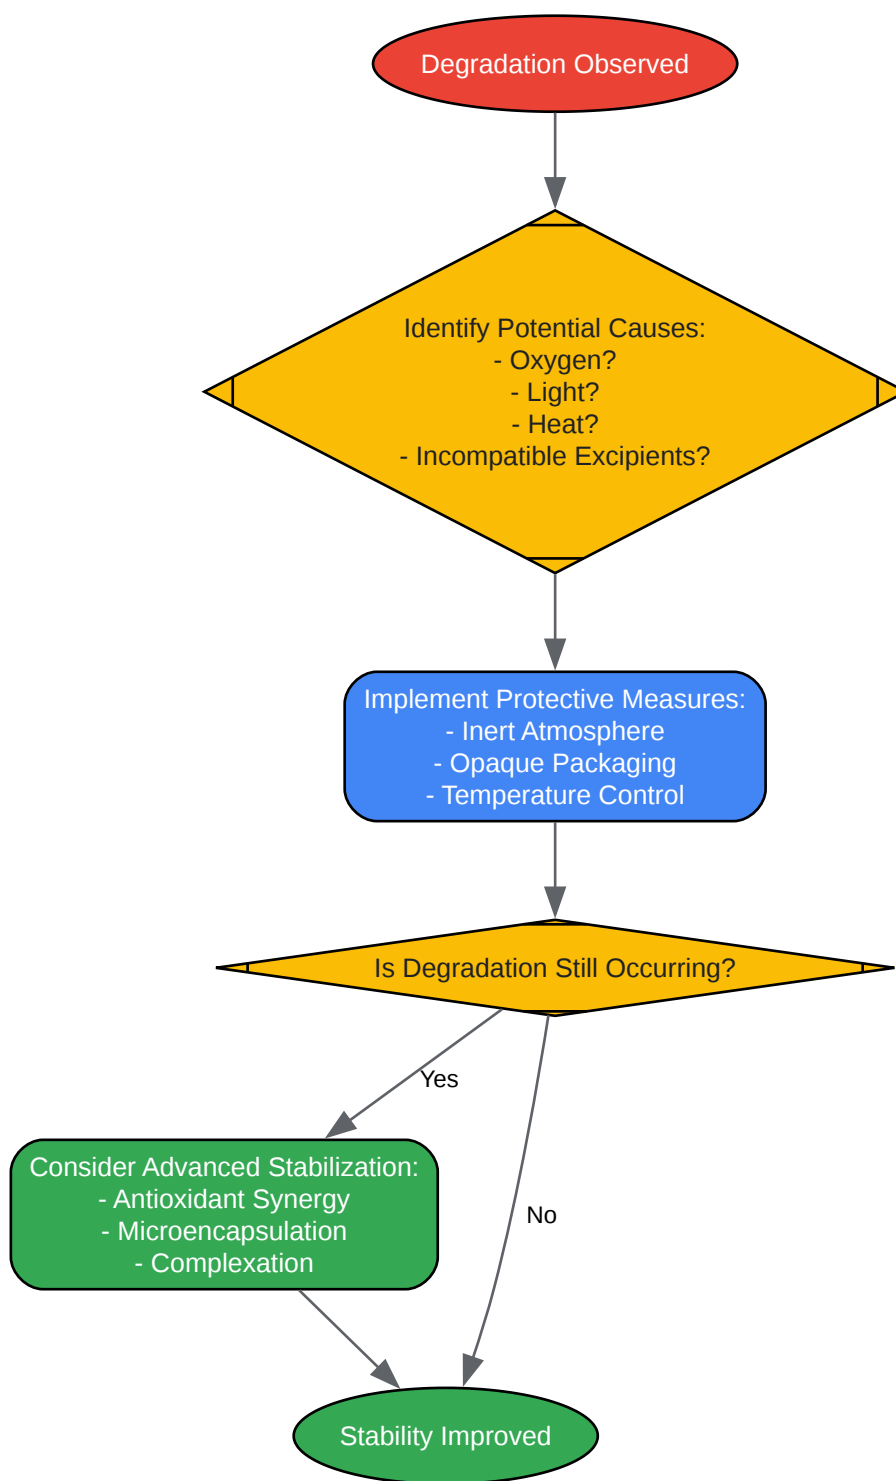 Degradation Observed
Identify Potential Causes:
- Oxygen?
- Light?
- Heat?
- Incompatible Excipients?
Implement Protective Measures:
- Inert Atmosphere
- Opaque Packaging
- Temperature Control
Is Degradation Still Occurring?
Yes
Consider Advanced Stabilization:
- Antioxidant Synergy
- Microencapsulation
- Complexation
No
Stability Improved